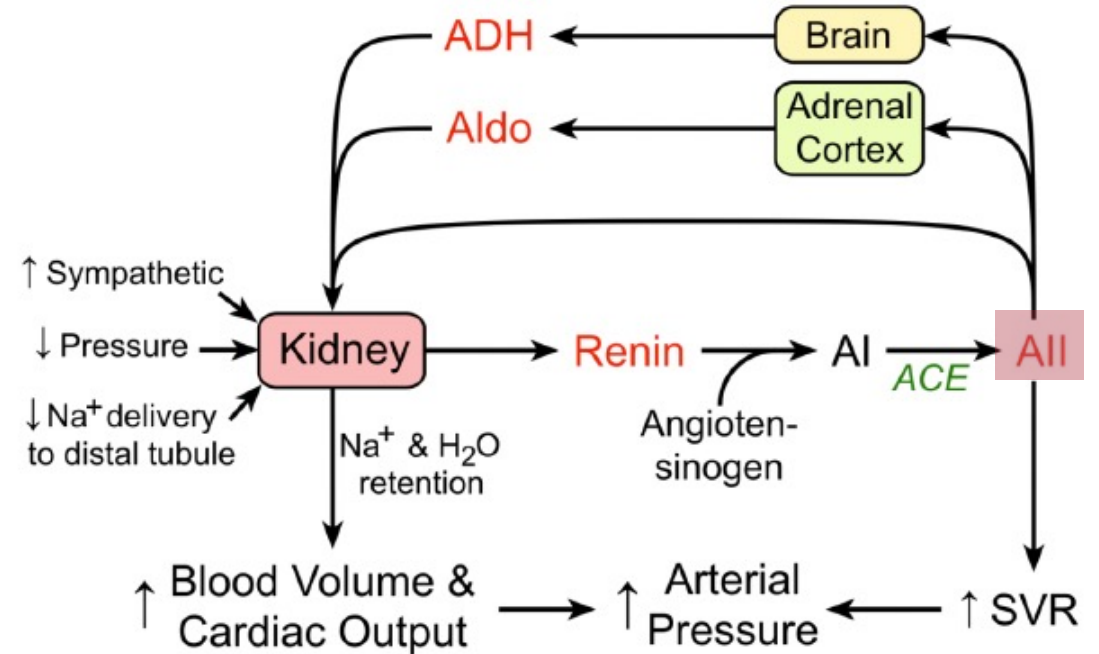 ADH
Brain
Aldo
Adrenal
Cortex
↑ Sympathetic
↓ Pressure
↓ Na⁺ delivery
to distal tubule
Kidney
Renin
AI
ACE
AII
Angioten-
sinogen
Na⁺ & H₂O
retention
↑ Blood Volume &
Cardiac Output
↑ Arterial
Pressure
↑ SVR